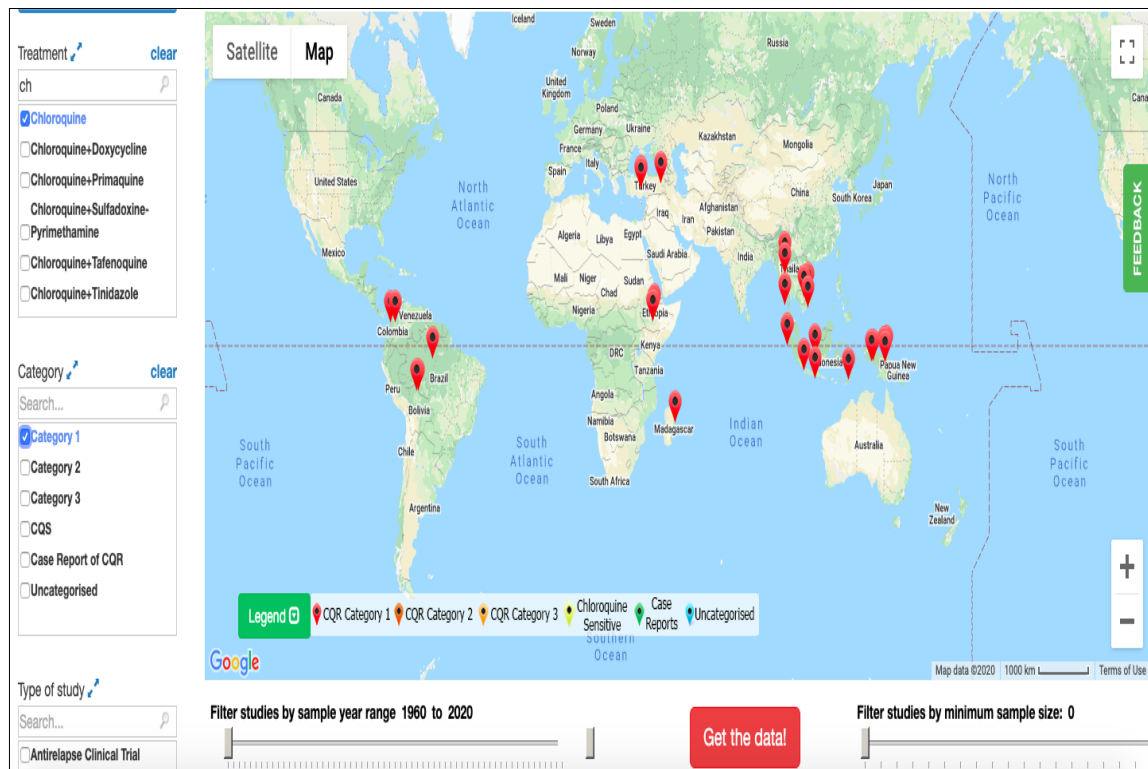 Treatment clear
ch
Chloroquine
Chloroquine+Doxycycline
Chloroquine+Primaquine
Chloroquine+Sulfadoxine-
Pyrimethamine
Chloroquine+Tafenoquine
Chloroquine+Tinidazole
Category clear
Search...
Category 1
Category 2
Category 3
CQS
Case Report of CQR
Uncategorised
Type of study
Search...
Antirelapse Clinical Trial
Satellite Map
Iceland
Sweden
Norway
Russia
United
Kingdom
Canada
Poland
Germany
Ukraine
France
Kazakhstan
Mongolia
Italy
Spain
Turkey
United States
North
Atlantic
Ocean
China
Japan
South Korea
North
Pacific
Ocean
Afghanistan
Iraq
Iran
Pakistan
Algeria
Libya
Egypt
Saudi Arabia
India
Mexico
Mali
Niger
Sudan
Chad
Nigeria
Ethiopia
Venezuela
Colombia
DRC
Kenya
Tanzania
Papua New
Guinea
Brazil
Peru
Bolivia
Angola
Namibia
Botswana
Madagascar
Indian
Ocean
Australia
South
Pacific
Ocean
South
Atlantic
Ocean
South
Pacific
Ocean
Chile
South Africa
Argentina
New
Zealand
FEEDBACK
Legend
CQR Category 1
CQR Category 2
CQR Category 3
Chloroquine
Sensitive
Case
Reports
Uncategorised
Southern
Ocean
Google
Map data ©2020 1000 km Terms of Use
Filter studies by sample year range 1960 to 2020
Get the data!
Filter studies by minimum sample size: 0